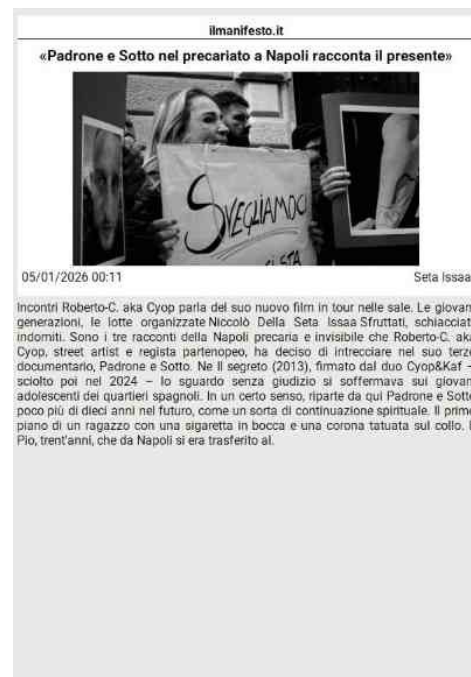 ilmanifesto.it
«Padrone e Sotto nel precariato a Napoli racconta il presente»
SVEGLIAMOCI
STA
05/01/2026 00:11
Seta Issaa
Incontri Roberto-C. aka Cyop parla del suo nuovo film in tour nelle sale. Le giovan
generazioni, le lotte organizzate Niccolò Della Seta Issaa Sfruttati, schiacciat
indomiti. Sono i tre racconti della Napoli precaria e invisibile che Roberto-C. aka
Cyop, street artist e regista partenopeo, ha deciso di intrecciare nel suo terzo
documentario, Padrone e Sotto. Ne Il segreto (2013), firmato dal duo Cyop&Kaf –
sciolto poi nel 2024 – lo sguardo senza giudizio si soffermava sui giovan
adolescenti dei quartieri spagnoli. In un certo senso, riparte da qui Padrone e Sotto
poco più di dieci anni nel futuro, come un sorta di continuazione spirituale. Il primo
piano di un ragazzo con una sigaretta in bocca e una corona tatuata sul collo.
Pio, trent'anni, che da Napoli si era trasferito al.